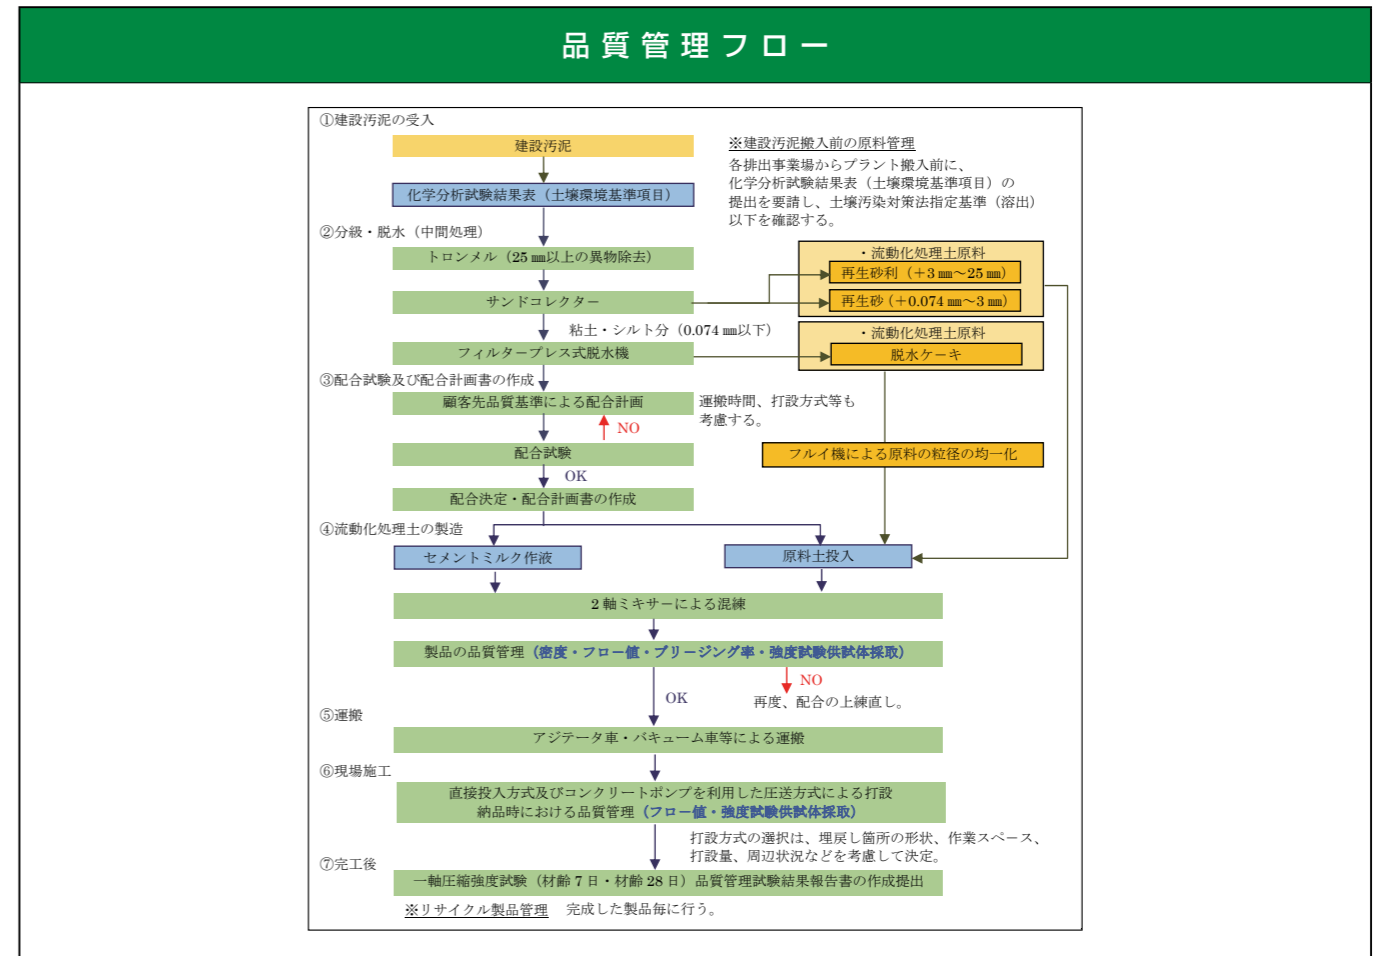 品質管理フロー
①建設汚泥の受入
建設汚泥
化学分析試験結果表（土壌環境基準項目）
※建設汚泥搬入前の原料管理
各排出事業場からプラント搬入前に、
化学分析試験結果表（土壌環境基準項目）の
提出を要請し、土壌汚染対策法指定基準（溶出）
以下を確認する。
②分級・脱水（中間処理）
トロンメル（25㎜以上の異物除去）
サンドコレクター
・流動化処理土原料
再生砂利（＋3㎜～25㎜）
再生砂（＋0.074㎜～3㎜）
粘土・シルト分（0.074㎜以下）
フィルタープレス式脱水機
・流動化処理土原料
脱水ケーキ
③配合試験及び配合計画書の作成
顧客先品質基準による配合計画
運搬時間、打設方式等も
考慮する。
NO
配合試験
フルイ機による原料の粒径の均一化
OK
配合決定・配合計画書の作成
④流動化処理土の製造
セメントミルク作液
原料土投入
2軸ミキサーによる混練
製品の品質管理（密度・フロー値・ブリージング率・強度試験供試体採取）
NO
OK
再度、配合の上練直し。
⑤運搬
アジテータ車・バキューム車等による運搬
⑥現場施工
直接投入方式及びコンクリートポンプを利用した圧送方式による打設
納品時における品質管理（フロー値・強度試験供試体採取）
打設方式の選択は、埋戻し箇所の形状、作業スペース、
打設量、周辺状況などを考慮して決定。
⑦完工後
一軸圧縮強度試験（材齢7日・材齢28日）品質管理試験結果報告書の作成提出
※リサイクル製品管理　完成した製品毎に行う。